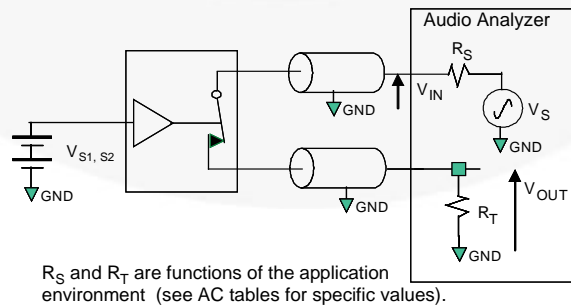 Audio Analyzer
RS
VIN
GND
VS
GND
VS1, S2
GND
GND
VOUT
RT
GND
RS and RT are functions of the application
environment (see AC tables for specific values).